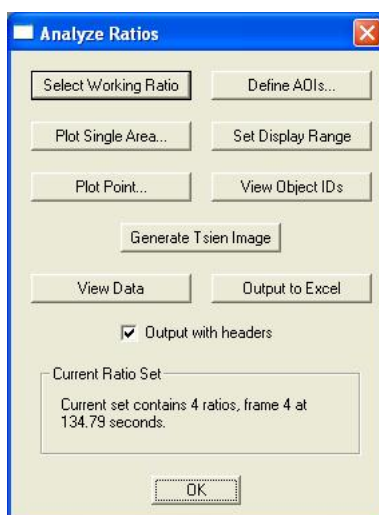 Analyze Ratios
Select Working Ratio
Define AOIs...
Plot Single Area...
Set Display Range
Plot Point...
View Object IDs
Generate Tsien Image
View Data
Output to Excel
Output with headers
Current Ratio Set
Current set contains 4 ratios, frame 4 at
134.79 seconds.
OK